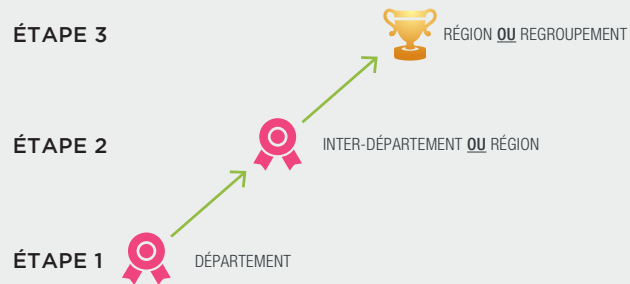 ÉTAPE 3 RÉGION OU REGROUPEMENT
ÉTAPE 2 INTER-DÉPARTEMENT OU RÉGION
ÉTAPE 1 DÉPARTEMENT